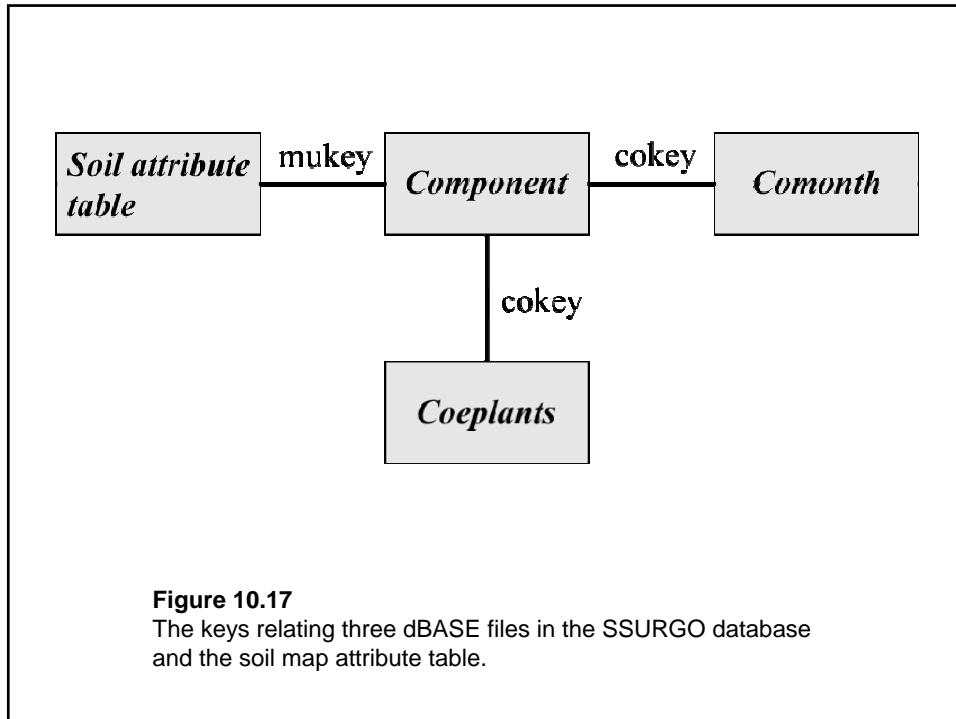 Soil attribute
table
mukey
Component
cokey
Comonth
cokey
Coeplants
Figure 10.17
The keys relating three dBASE files in the SSURGO database
and the soil map attribute table.